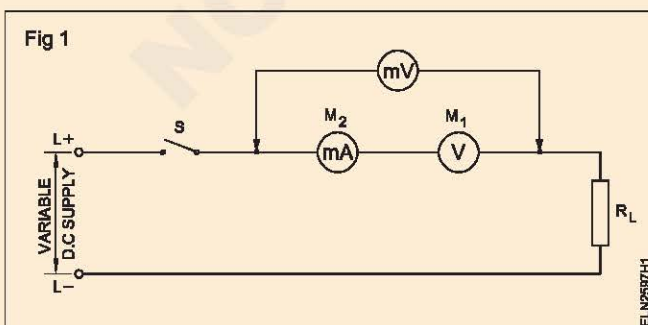 Fig 1
mV
M2
M1
L+
S
mA
V
VARIABLE
D.C SUPPLY
RL
L–
ELN2597H1